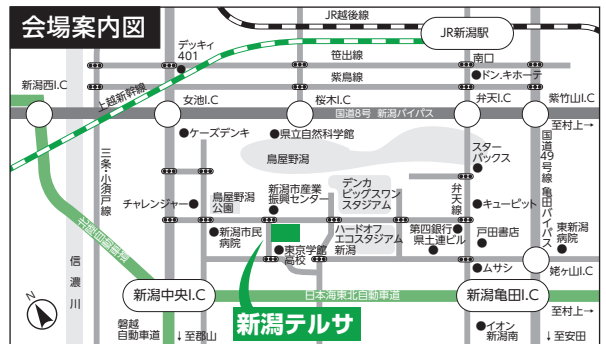 会場案内図
JR越後線
JR新潟駅
デッキィ
401
笹出線
南口
ドン.キホーテ
紫鳥線
新潟西I.C
上越新幹線
女池I.C
桜木I.C
国道8号 新潟バイパス
弁天I.C
紫竹山I.C
至村上→
ケーズデンキ
県立自然科学館
鳥屋野潟
スター
バックス
国道49号線 亀田バイパス
三条・小須戸線
チャレンジャー
鳥屋野潟
公園
新潟市産業
振興センター
デンカ
ビッグスワン
スタジアム
弁天線
キューピット
新潟市民
病院
東京学館
高校
ハードオフ
エコスタジアム
新潟
第四銀行
県土連ビル
戸田書店
東新潟
病院
北陸自動車道
信濃川
ムサシ
姥ヶ山I.C
N
新潟中央I.C
日本海東北自動車道
新潟亀田I.C
至村上→
磐越
自動車道
↓至郡山
新潟テルサ
イオン
新潟南
↓至安田